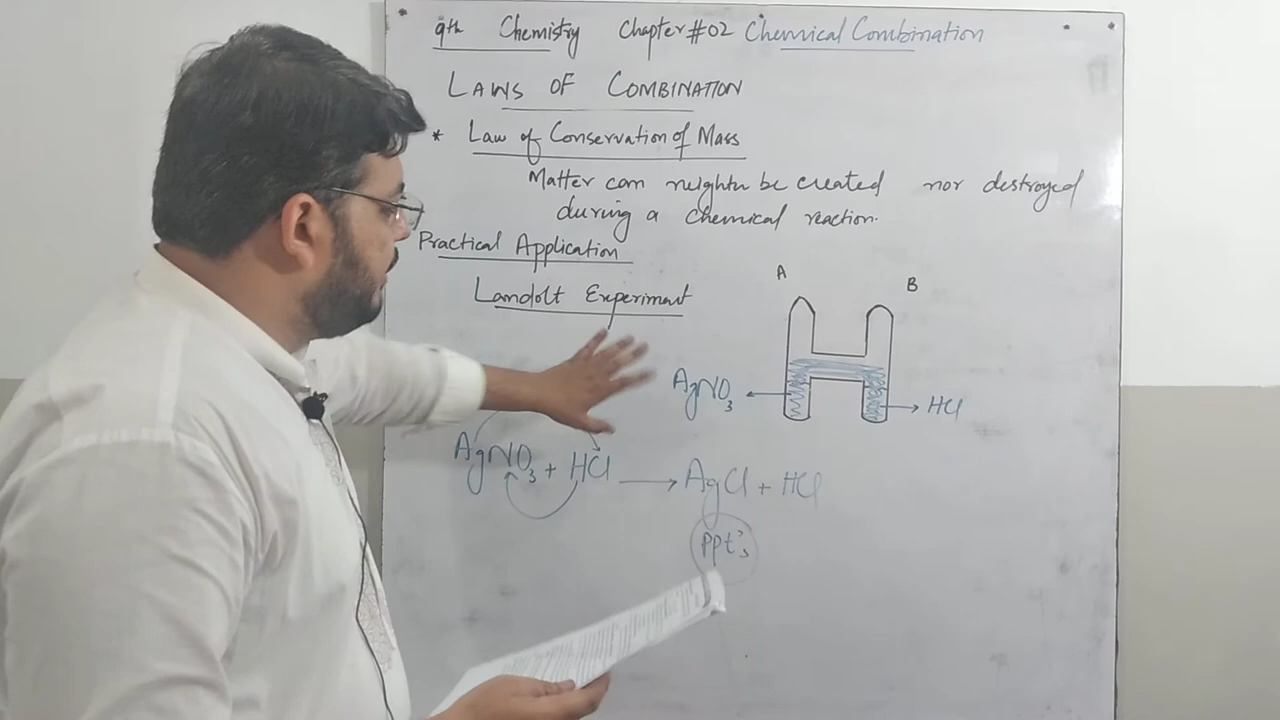 9th Chemistry Chapter#02 Chemical Combination
LAWS OF COMBINATION
* Law of Conservation of Mass
Matter can neighter be created nor destroyed
during a chemical reaction.
Practical Application
Landolt Experiment
A B
AgNO3 HCl
AgNO3 + HCl → AgCl + HCl
PPt's